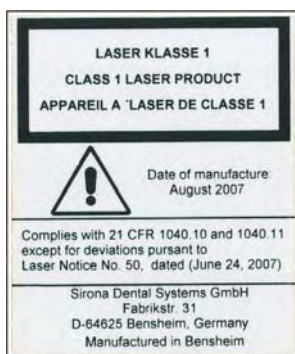 LASER KLASSE 1
CLASS 1 LASER PRODUCT
APPAREIL A ´LASER DE CLASSE 1
Date of manufacture:
August 2007
Complies with 21 CFR 1040.10 and 1040.11
except for deviations pursuant to
Laser Notice No. 50, dated (June 24, 2007)
Sirona Dental Systems GmbH
Fabrikstr. 31
D-64625 Bensheim, Germany
Manufactured in Bensheim